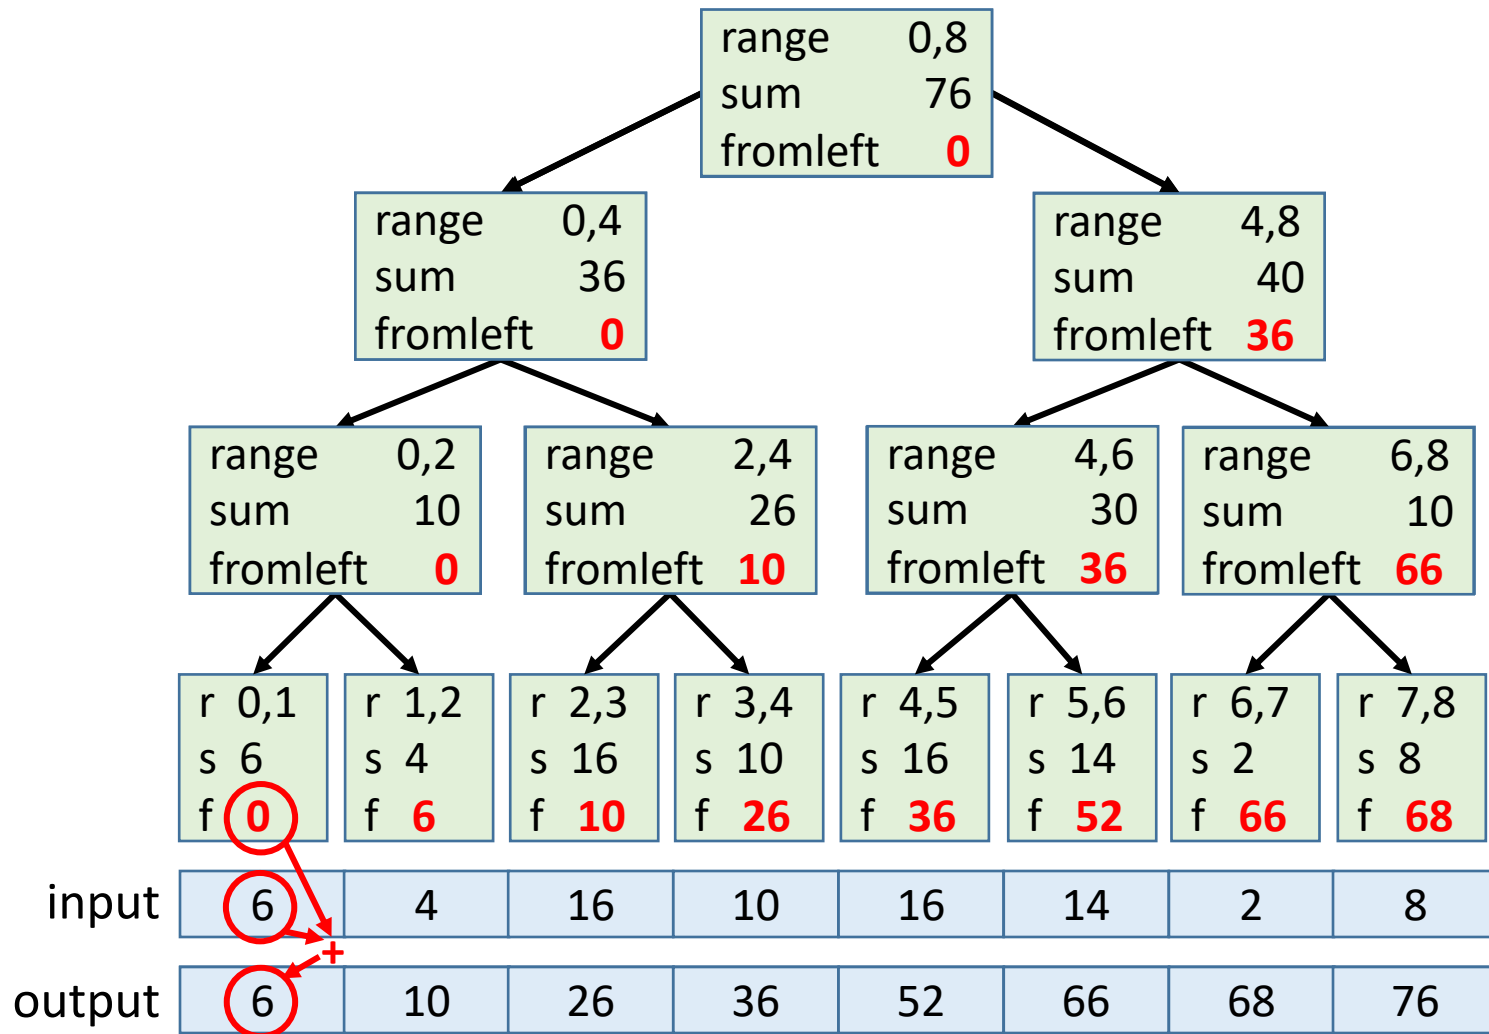 range 0,8
sum 76
fromleft 0
range 0,4
sum 36
fromleft 0
range 4,8
sum 40
fromleft 36
range 0,2
sum 10
fromleft 0
range 2,4
sum 26
fromleft 10
range 4,6
sum 30
fromleft 36
range 6,8
sum 10
fromleft 66
r 0,1
s 6
f 0
r 1,2
s 4
f 6
r 2,3
s 16
f 10
r 3,4
s 10
f 26
r 4,5
s 16
f 36
r 5,6
s 14
f 52
r 6,7
s 2
f 66
r 7,8
s 8
f 68
input 6 4 16 10 16 14 2 8
+
output 6 10 26 36 52 66 68 76